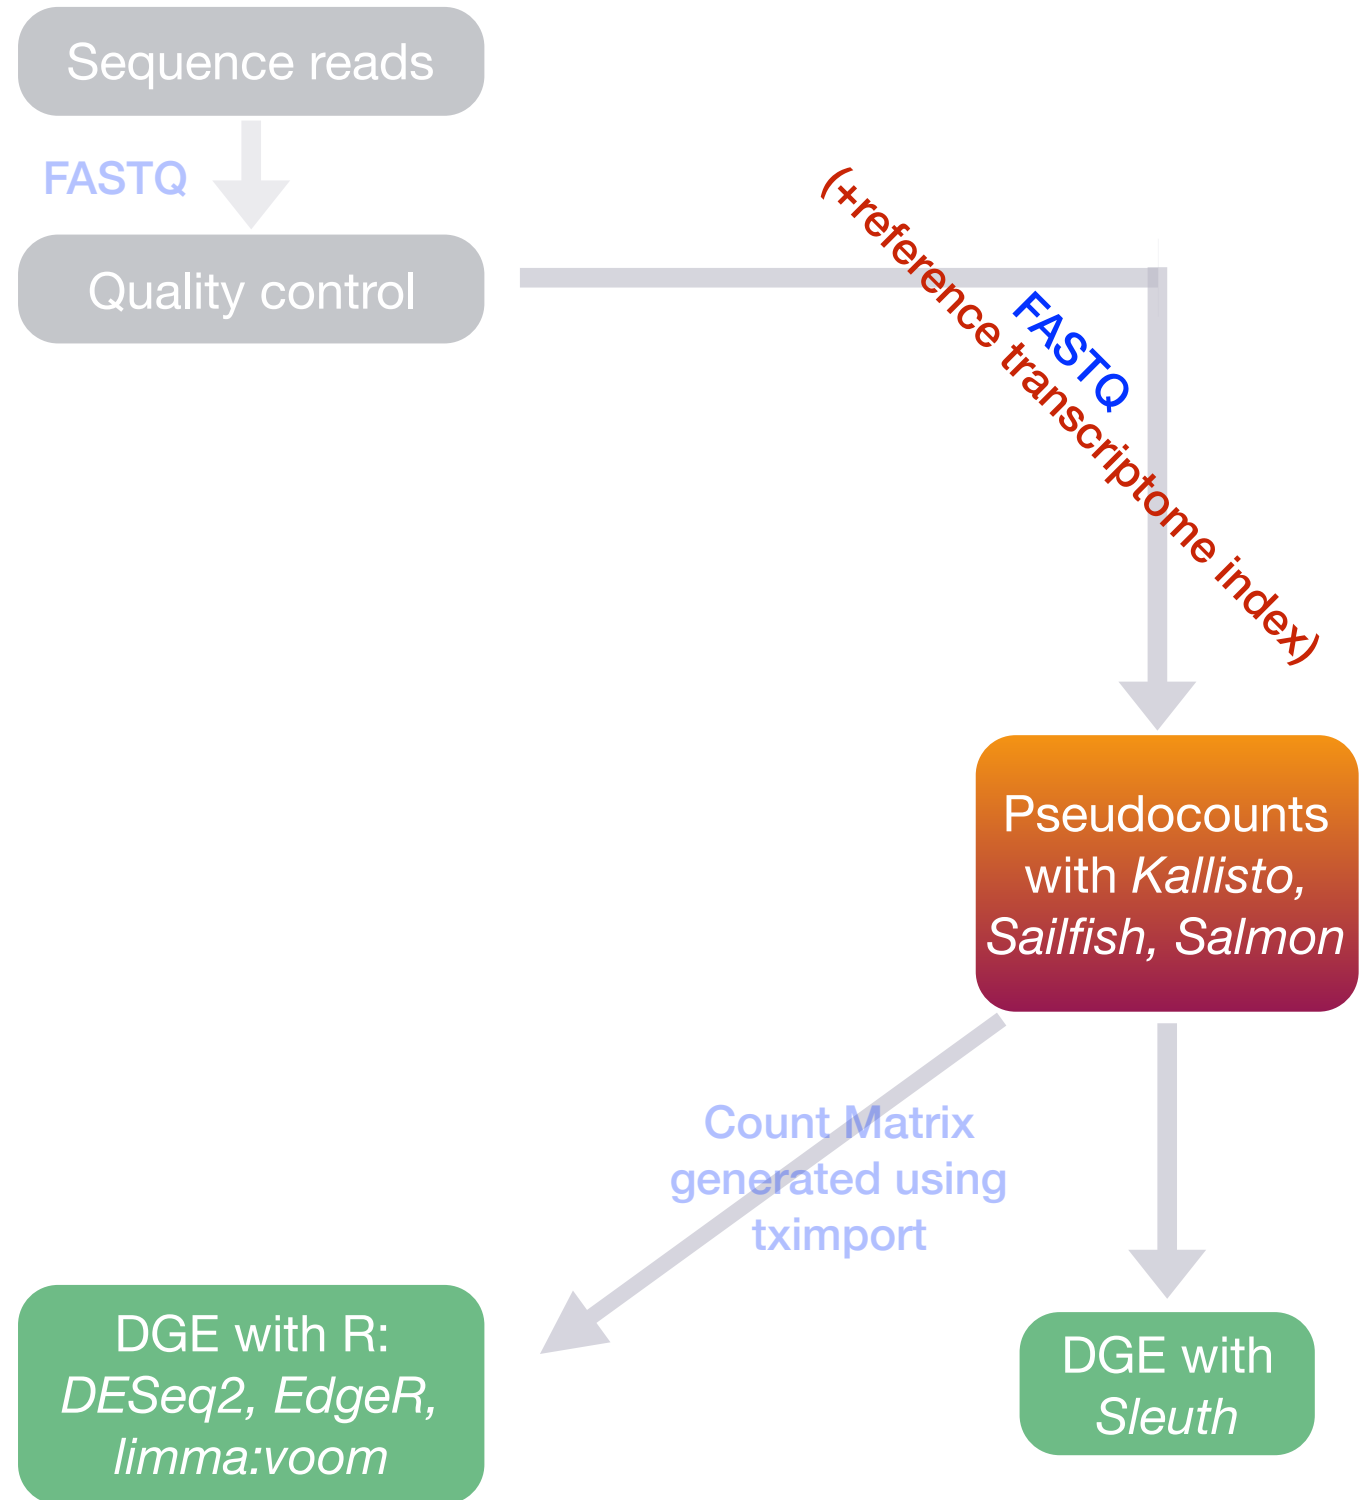 Sequence reads
FASTQ
Quality control
(+reference transcriptome index)
FASTQ
Pseudocounts
with Kallisto,
Sailfish, Salmon
Count Matrix
generated using
tximport
DGE with R:
DESeq2, EdgeR,
limma:voom
DGE with
Sleuth